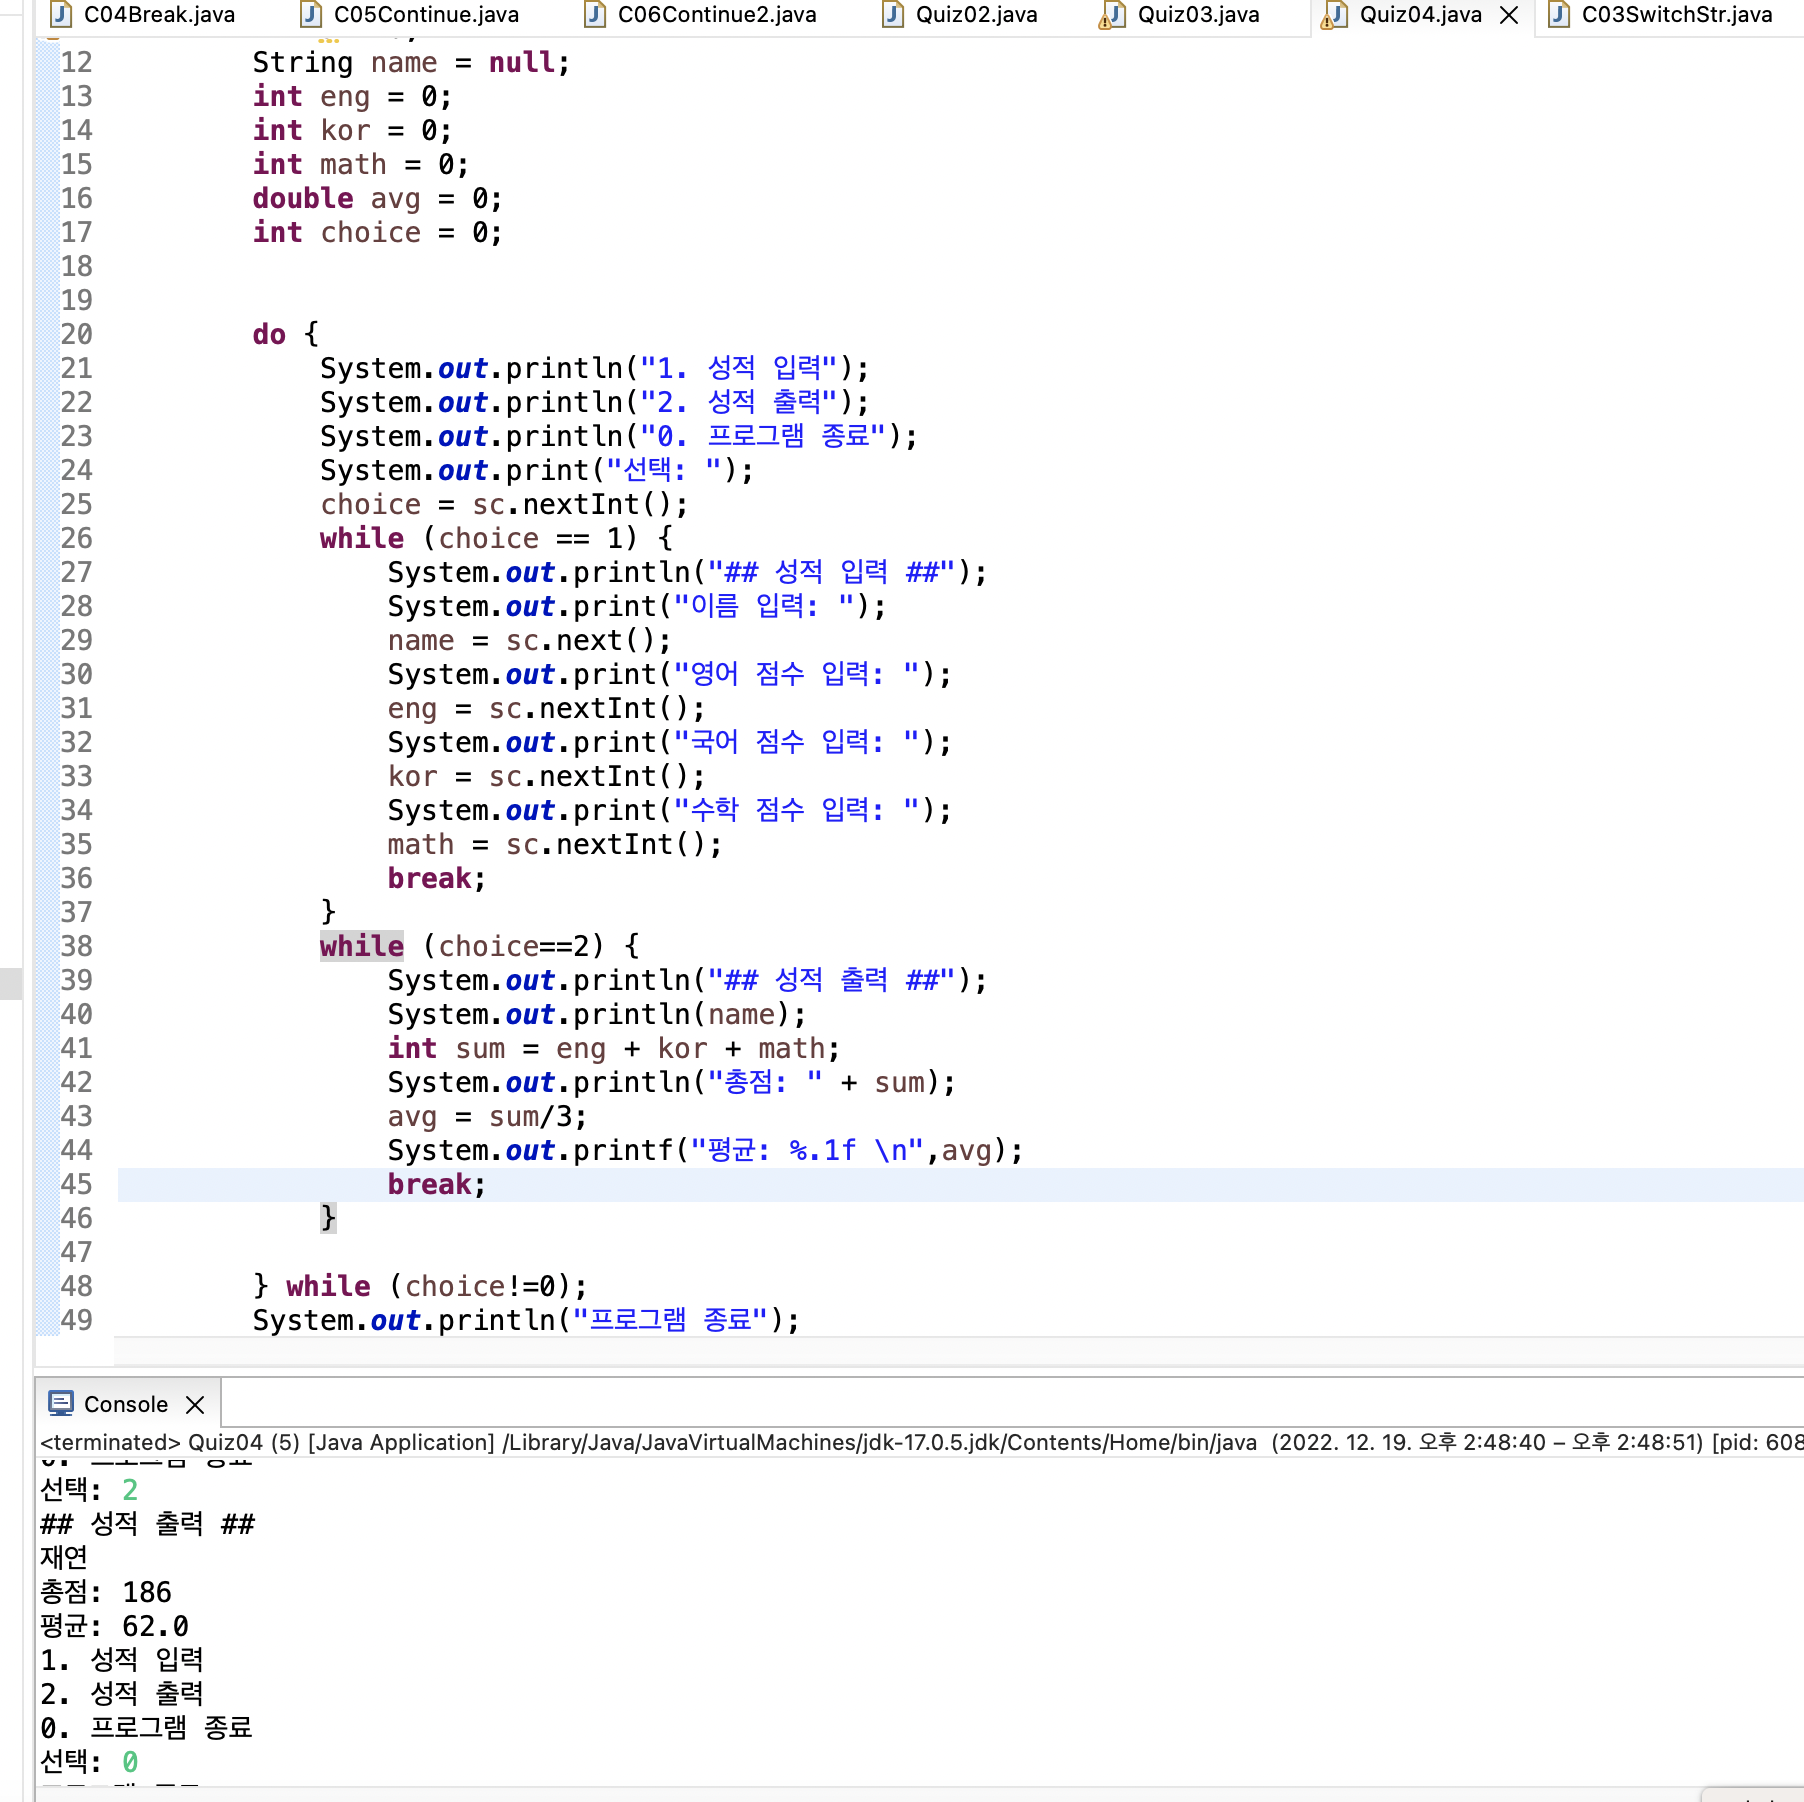 C04Break.java C05Continue.java C06Continue2.java Quiz02.java Quiz03.java Quiz04.java C03SwitchStr.java
12 String name = null;
13 int eng = 0;
14 int kor = 0;
15 int math = 0;
16 double avg = 0;
17 int choice = 0;
18
19
20 do {
21 System.out.println("1. 성적 입력");
22 System.out.println("2. 성적 출력");
23 System.out.println("0. 프로그램 종료");
24 System.out.print("선택: ");
25 choice = sc.nextInt();
26 while (choice == 1) {
27 System.out.println("## 성적 입력 ##");
28 System.out.print("이름 입력: ");
29 name = sc.next();
30 System.out.print("영어 점수 입력: ");
31 eng = sc.nextInt();
32 System.out.print("국어 점수 입력: ");
33 kor = sc.nextInt();
34 System.out.print("수학 점수 입력: ");
35 math = sc.nextInt();
36 break;
37 }
38 while (choice==2) {
39 System.out.println("## 성적 출력 ##");
40 System.out.println(name);
41 int sum = eng + kor + math;
42 System.out.println("총점: " + sum);
43 avg = sum/3;
44 System.out.printf("평균: %.1f \n",avg);
45 break;
46 }
47
48 } while (choice!=0);
49 System.out.println("프로그램 종료");
Console
<terminated> Quiz04 (5) [Java Application] /Library/Java/JavaVirtualMachines/jdk-17.0.5.jdk/Contents/Home/bin/java (2022. 12. 19. 오후 2:48:40 – 오후 2:48:51) [pid: 608
선택: 2
## 성적 출력 ##
재연
총점: 186
평균: 62.0
1. 성적 입력
2. 성적 출력
0. 프로그램 종료
선택: 0